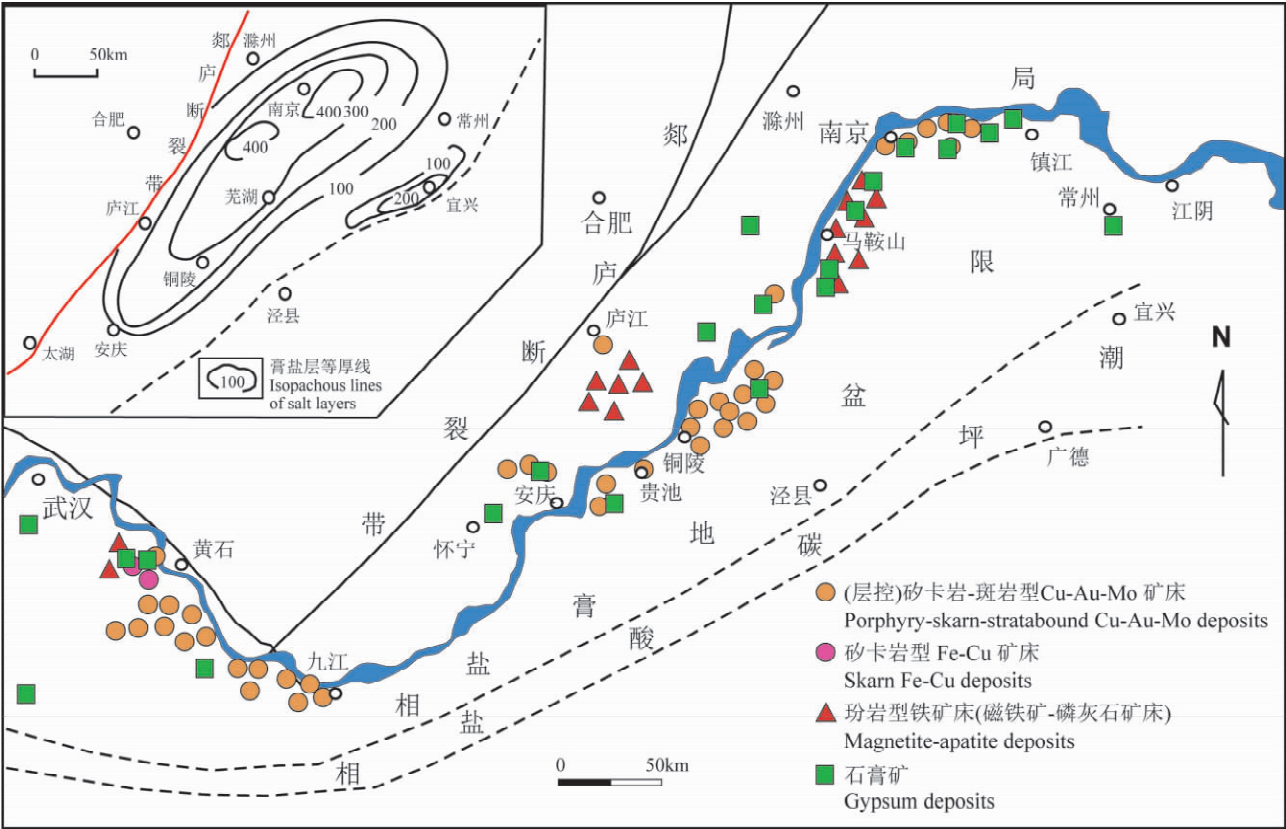 0
50km
郯
庐
断
裂
带
滁州
合肥
南京
400
300
200
常州
400
100
100
200
宜兴
芜湖
庐江
铜陵
泾县
安庆
太湖
100
膏盐层等厚线
Isopachous lines
of salt layers
郯
庐
断
裂
带
滁州
南京
镇江
常州
江阴
合肥
马鞍山
庐江
宜兴
铜陵
贵池
安庆
怀宁
泾县
广德
武汉
黄石
九江
局
限
盆
地
膏
盐
相
潮
坪
碳
酸
盐
相
N
0
50km
(层控)矽卡岩-斑岩型Cu-Au-Mo 矿床
Porphyry-skarn-stratabound Cu-Au-Mo deposits
矽卡岩型 Fe-Cu 矿床
Skarn Fe-Cu deposits
玢岩型铁矿床(磁铁矿-磷灰石矿床)
Magnetite-apatite deposits
石膏矿
Gypsum deposits